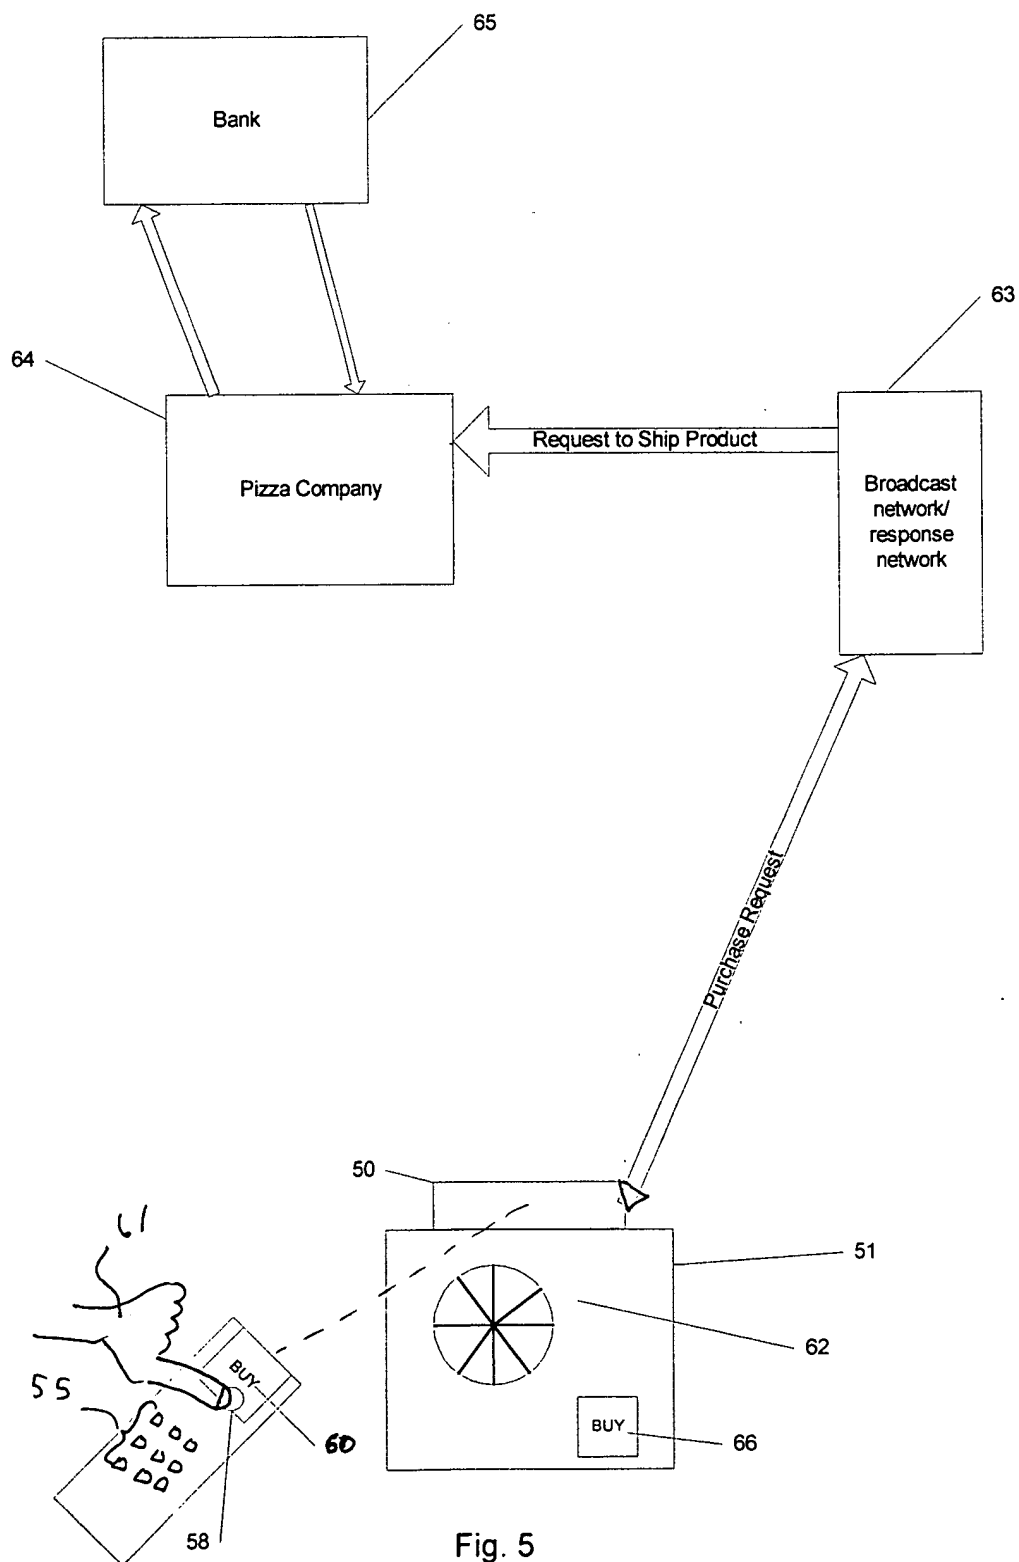 65
Bank
63
64
Request to Ship Product
Pizza Company
Broadcast
network/
response
network
Purchase Request
50
61
51
62
BUY
55
BUY
66
60
58
Fig. 5